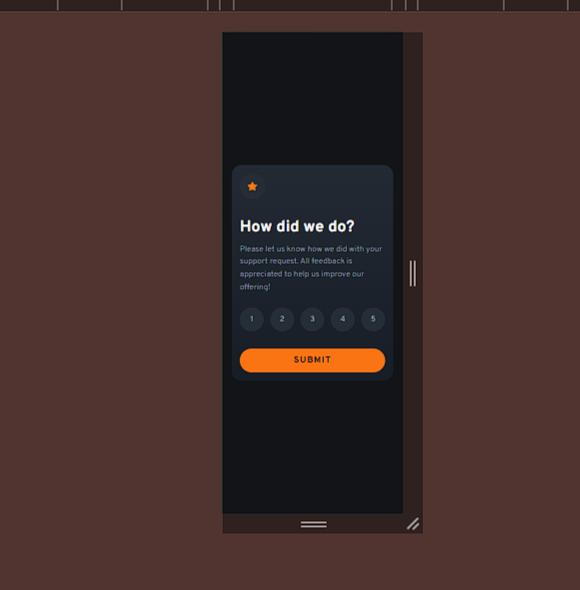 How did we do?
Please let us know how we did with your
support request. All feedback is
appreciated to help us improve our
offering!
1 2 3 4 5
SUBMIT